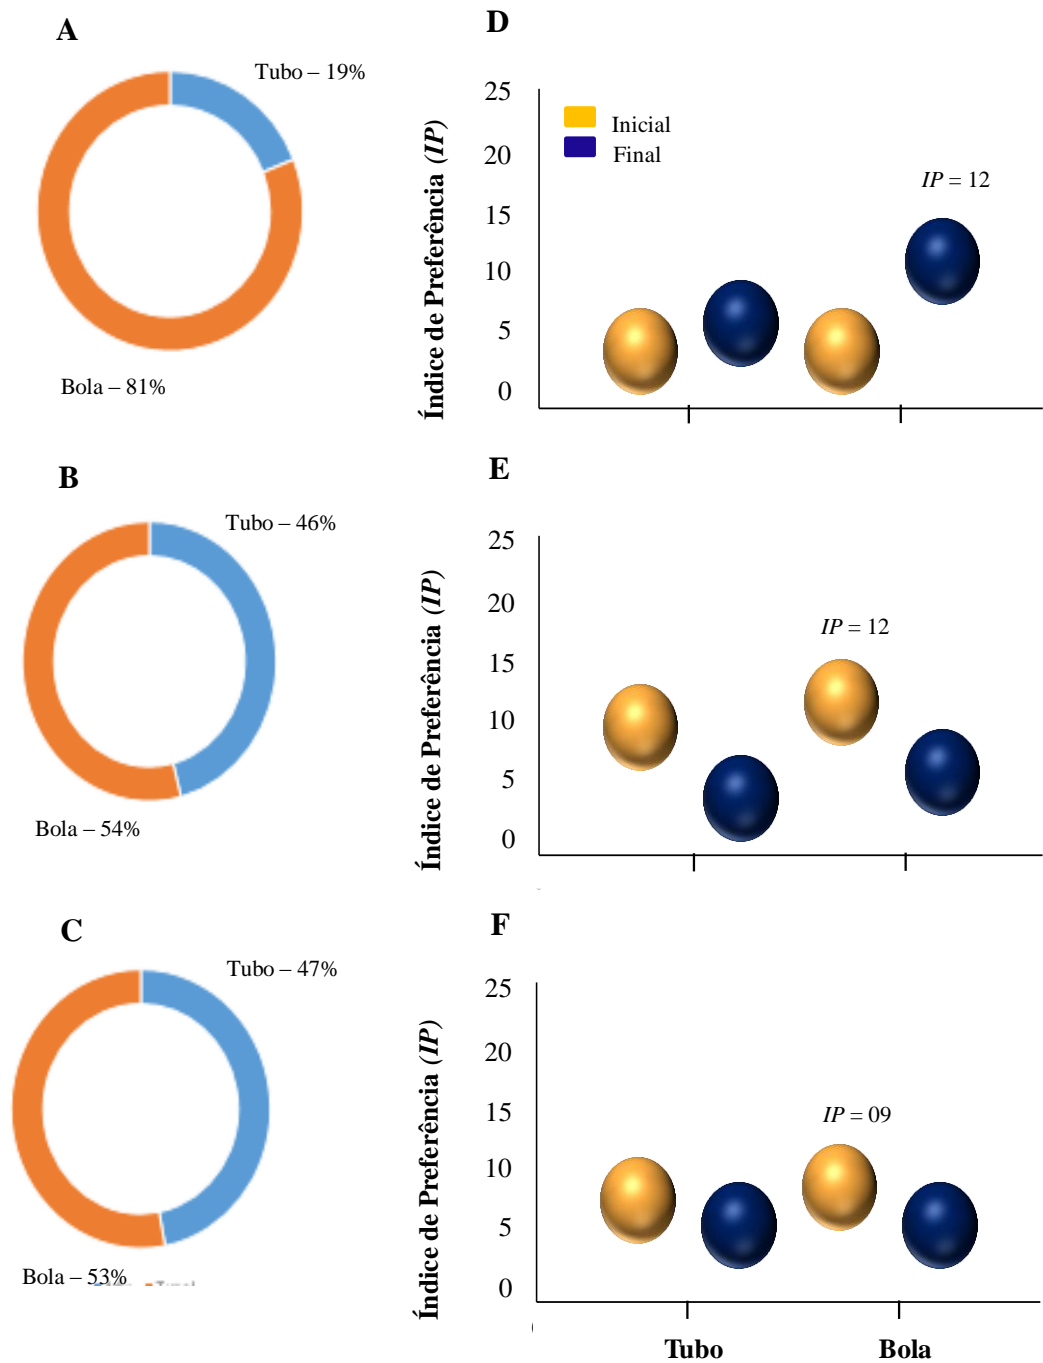 A
Tubo – 19%
Bola – 81%
D
Índice de Preferência (IP)
25
20
15
10
5
0
Inicial
Final
IP = 12
B
Tubo – 46%
Bola – 54%
E
Índice de Preferência (IP)
25
20
15
10
5
0
IP = 12
C
Tubo – 47%
Bola – 53%
F
Índice de Preferência (IP)
25
20
15
10
5
0
IP = 09
Tubo
Bola